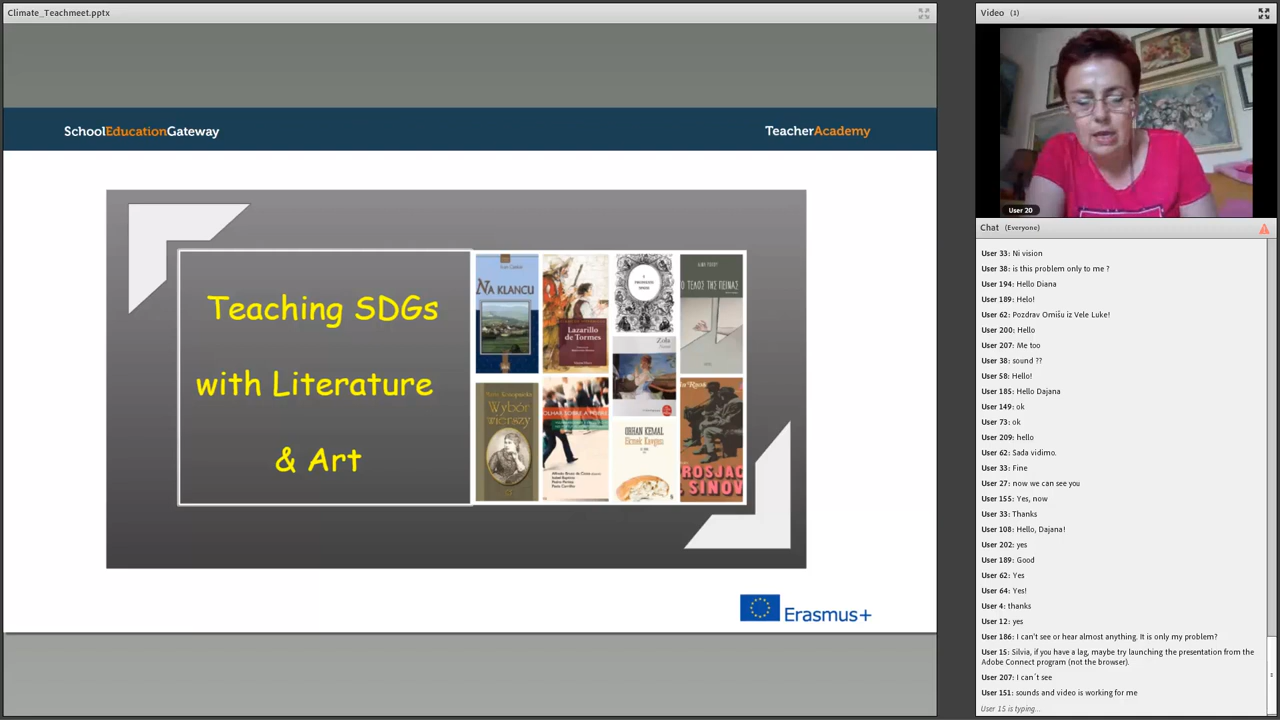 Climate_Teachmeet.pptx
SchoolEducationGateway
TeacherAcademy
Teaching SDGs
with Literature
& Art
NA KLANCU
Lazarillo
de Tormes
Ο ΤΕΛΟΣ ΤΗΣ ΠΕΙΝΑΣ
Zola
Wybór
wierszy
OLHAR SOBRE A POBRE
ORHAN KEMAL
Ekmek Kavgası
ROSJAC
SINOV
Erasmus+
Video (1)
User 20
Chat (Everyone)
User 33: Ni vision
User 38: is this problem only to me ?
User 194: Hello Diana
User 189: Helo!
User 62: Pozdrav Omišu iz Vele Luke!
User 200: Hello
User 207: Me too
User 38: sound ??
User 58: Hello!
User 185: Hello Dajana
User 149: ok
User 73: ok
User 209: hello
User 62: Sada vidimo.
User 33: Fine
User 27: now we can see you
User 155: Yes, now
User 33: Thanks
User 108: Hello, Dajana!
User 202: yes
User 189: Good
User 62: Yes
User 64: Yes!
User 4: thanks
User 12: yes
User 186: I can't see or hear almost anything. It is only my problem?
User 15: Silvia, if you have a lag, maybe try launching the presentation from the
Adobe Connect program (not the browser).
User 207: I can´t see
User 151: sounds and video is working for me
User 15 is typing...